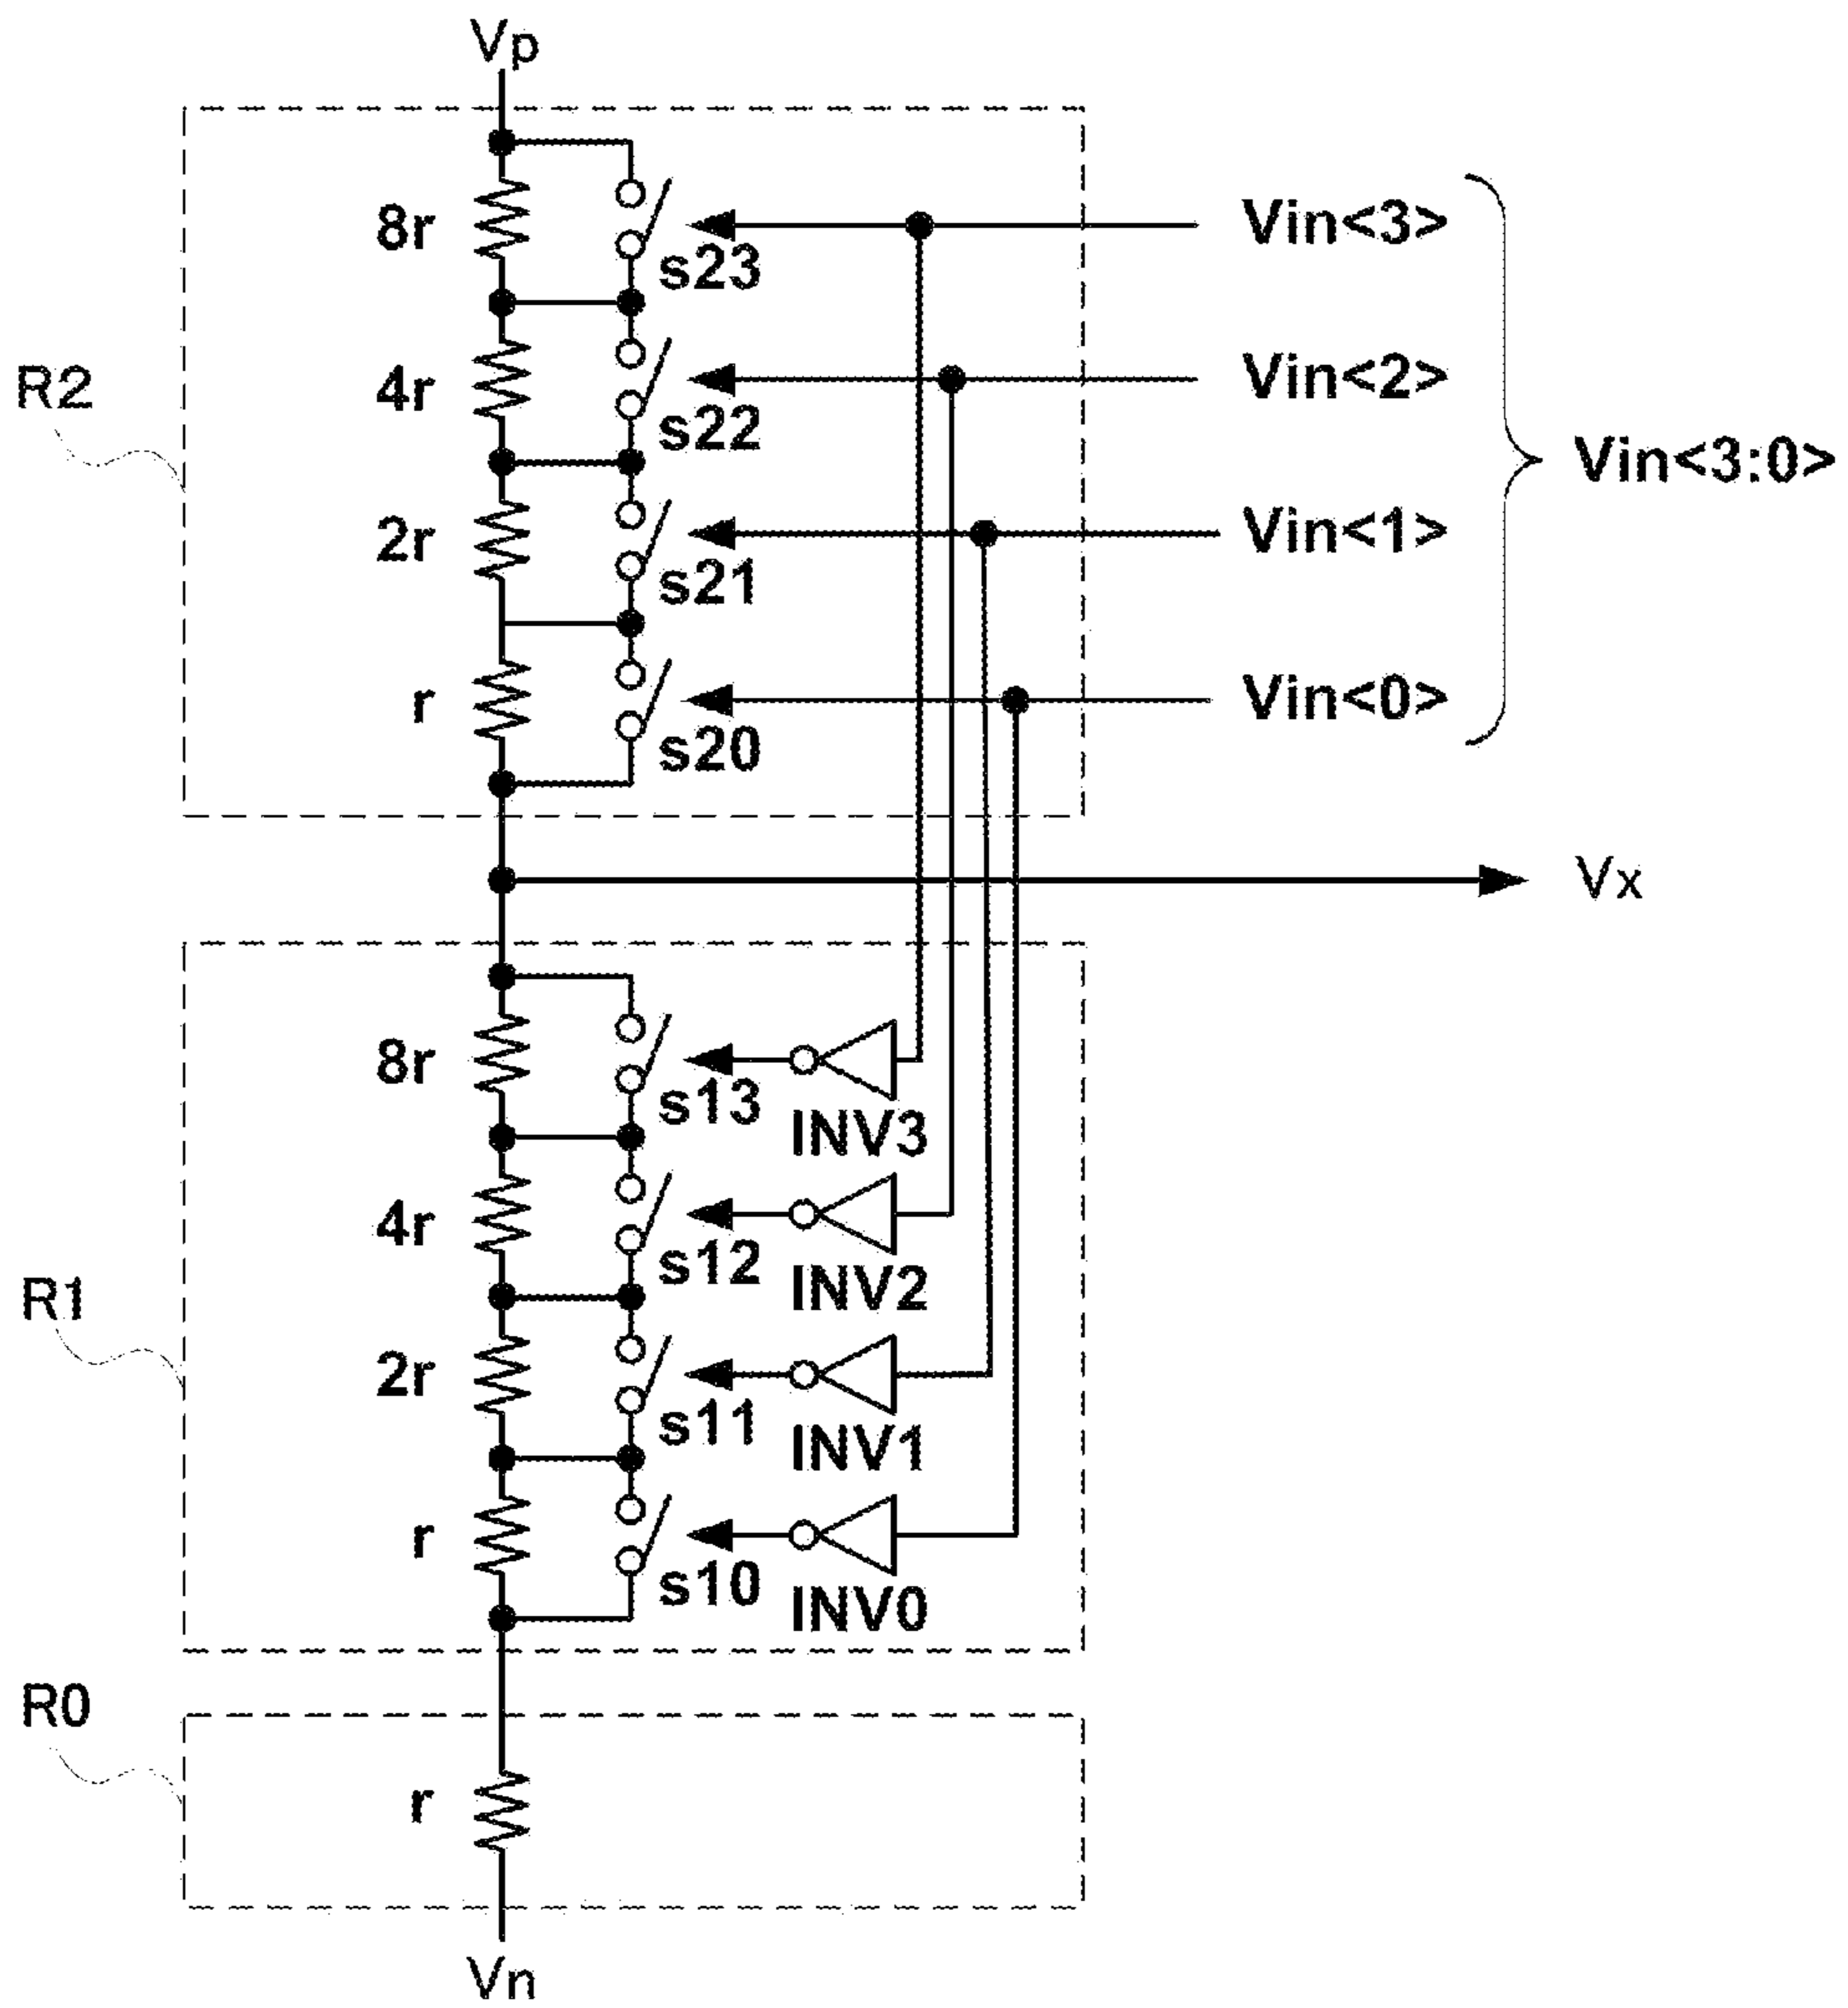 Vp
8r
s23
Vin<3>
R2
4r
s22
Vin<2>
Vin<3:0>
2r
s21
Vin<1>
r
s20
Vin<0>
Vx
8r
s13
INV3
R1
4r
s12
INV2
2r
s11
INV1
r
s10
INV0
R0
r
Vn